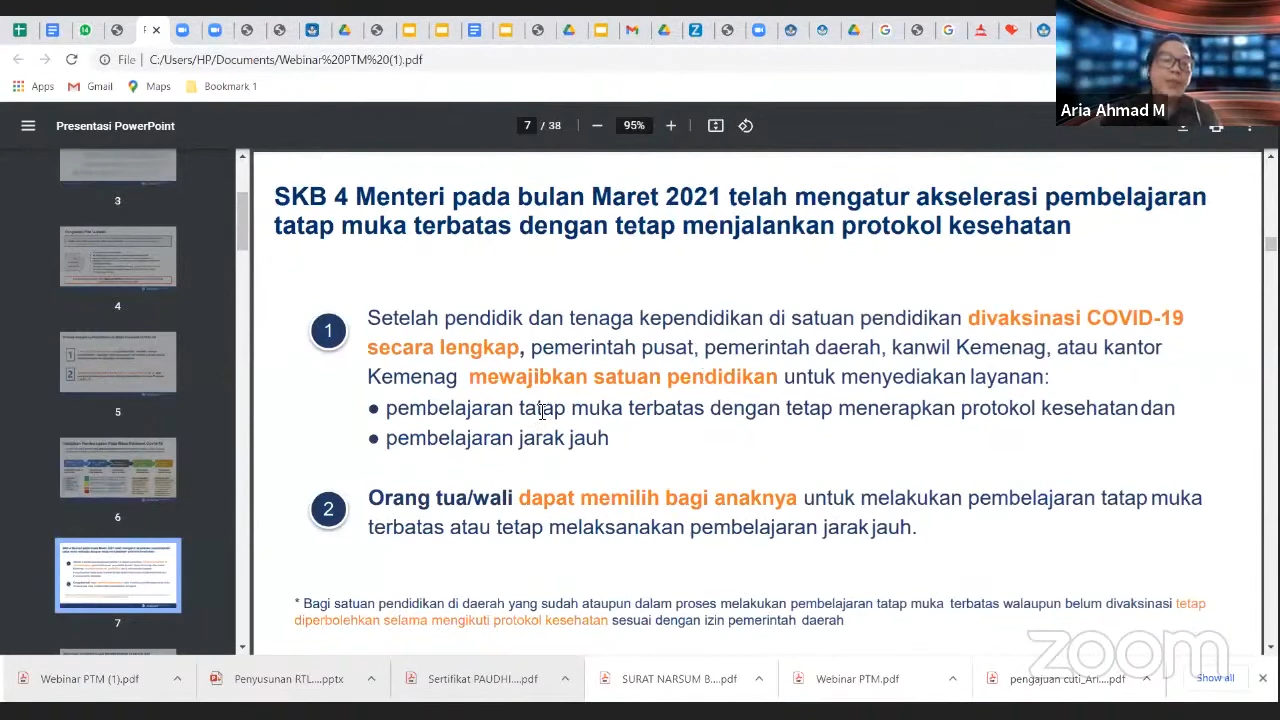 File C:/Users/HP/Documents/Webinar%20PTM%20(1).pdf
Apps Gmail Maps Bookmark 1
Aria Ahmad M
Presentasi PowerPoint 7 / 38 95%
3
4
5
6
7
SKB 4 Menteri pada bulan Maret 2021 telah mengatur akselerasi pembelajaran
tatap muka terbatas dengan tetap menjalankan protokol kesehatan
1
Setelah pendidik dan tenaga kependidikan di satuan pendidikan divaksinasi COVID-19
secara lengkap, pemerintah pusat, pemerintah daerah, kanwil Kemenag, atau kantor
Kemenag mewajibkan satuan pendidikan untuk menyediakan layanan:
● pembelajaran tatap muka terbatas dengan tetap menerapkan protokol kesehatan dan
● pembelajaran jarak jauh
2
Orang tua/wali dapat memilih bagi anaknya untuk melakukan pembelajaran tatap muka
terbatas atau tetap melaksanakan pembelajaran jarak jauh.
* Bagi satuan pendidikan di daerah yang sudah ataupun dalam proses melakukan pembelajaran tatap muka terbatas walaupun belum divaksinasi tetap
diperbolehkan selama mengikuti protokol kesehatan sesuai dengan izin pemerintah daerah
zoom
Webinar PTM (1).pdf Penyusunan RTL....pptx Sertifikat PAUDHI....pdf SURAT NARSUM B....pdf Webinar PTM.pdf pengajuan cuti_Ari....pdf Show all